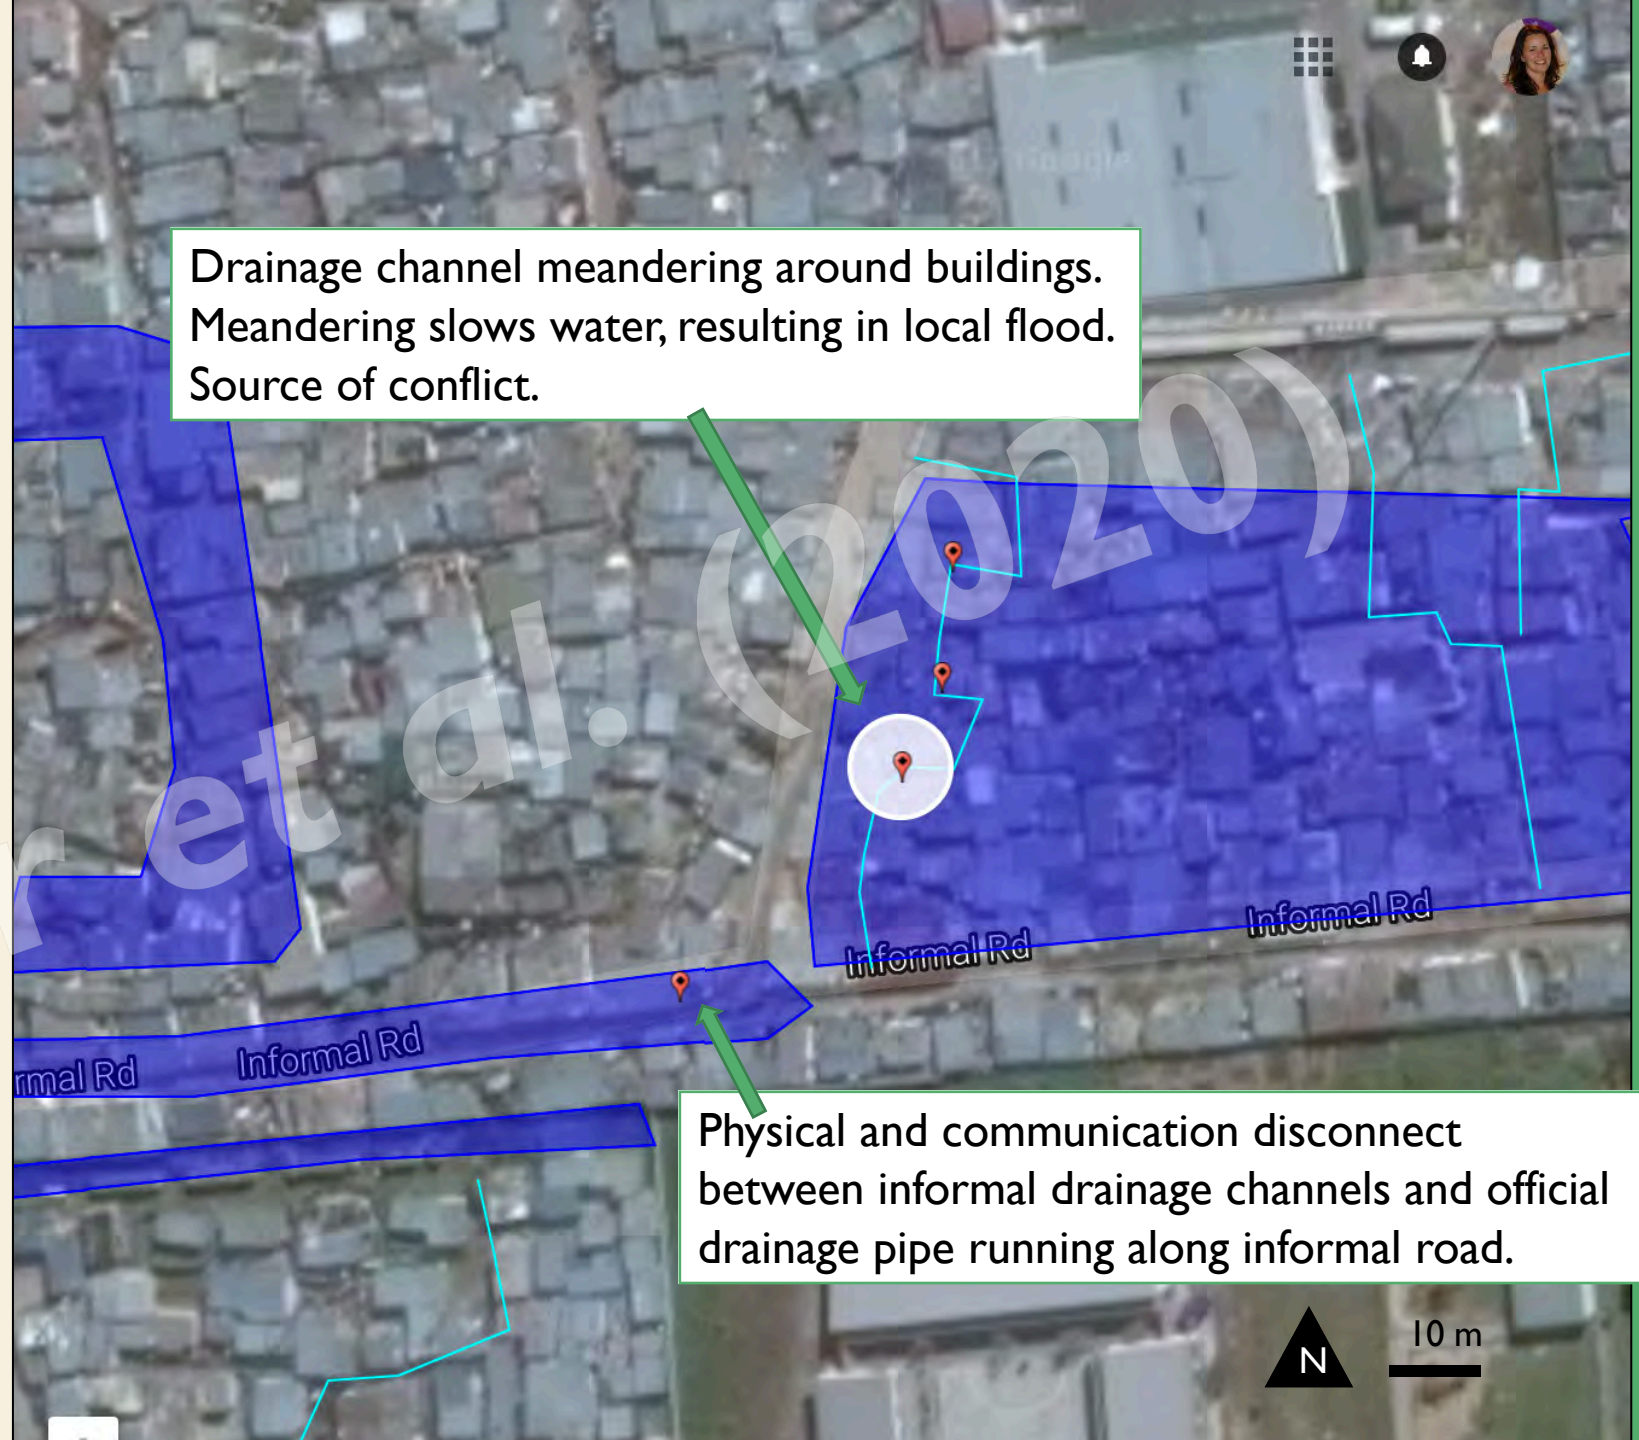 Drainage channel meandering around buildings.
Meandering slows water, resulting in local flood.
Source of conflict.
r et al. (2020)
Informal Rd
Informal Rd
Informal Rd
rmal Rd
Physical and communication disconnect
between informal drainage channels and official
drainage pipe running along informal road.
10 m
N